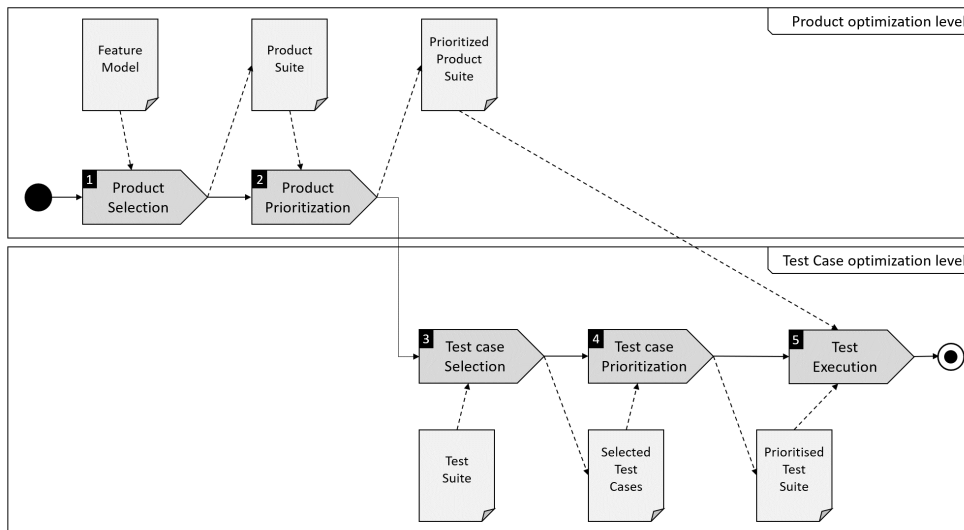 Product optimization level
Feature
Model
Product
Suite
Prioritized
Product
Suite
1
Product
Selection
2
Product
Prioritization
Test Case optimization level
3
Test case
Selection
4
Test case
Prioritization
5
Test
Execution
Test
Suite
Selected
Test
Cases
Prioritised
Test
Suite